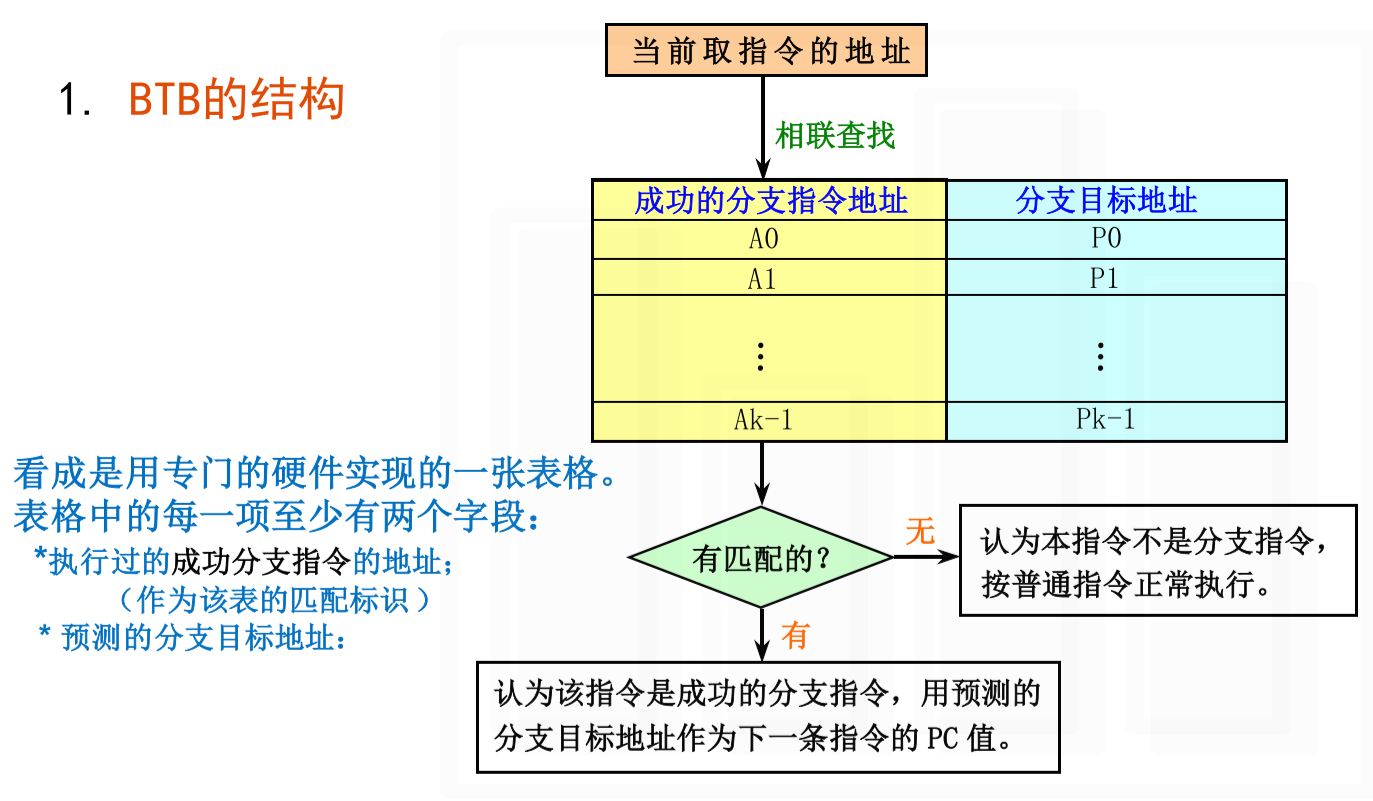 1. BTB的结构
当前取指令的地址
相联查找
成功的分支指令地址 分支目标地址
A0 P0
A1 P1
⋮ ⋮
Ak-1 Pk-1
看成是用专门的硬件实现的一张表格。
表格中的每一项至少有两个字段：
*执行过的成功分支指令的地址；
（作为该表的匹配标识）
* 预测的分支目标地址：
有匹配的？
无
认为本指令不是分支指令，
按普通指令正常执行。
有
认为该指令是成功的分支指令，用预测的
分支目标地址作为下一条指令的 PC 值。